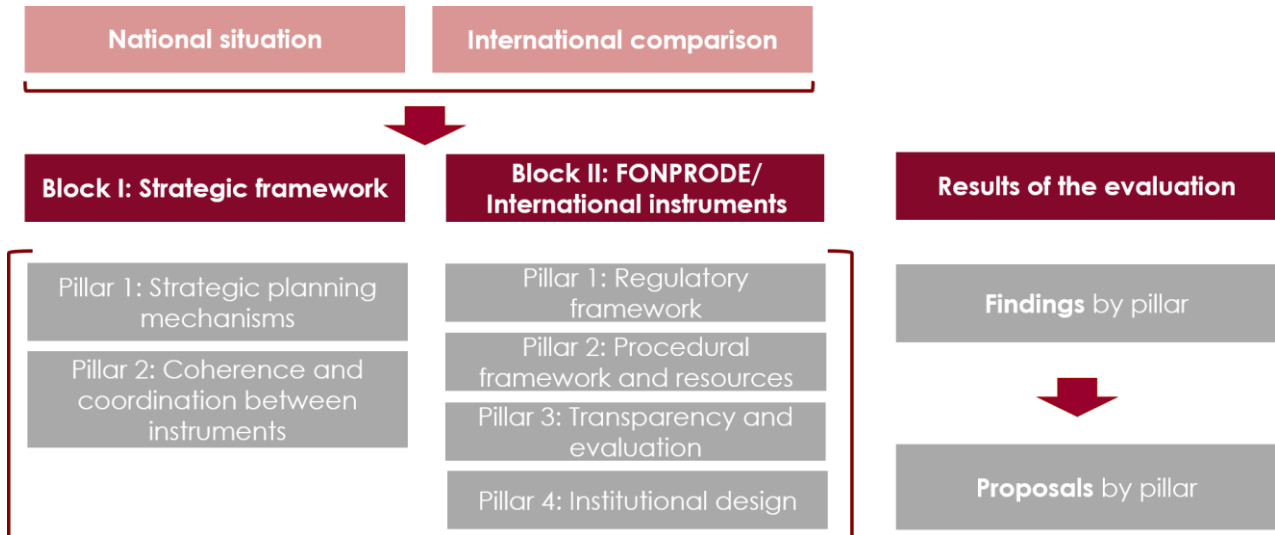 National situation
International comparison
Block I: Strategic framework
Block II: FONPRODE/
International instruments
Results of the evaluation
Pillar 1: Strategic planning
mechanisms
Pillar 2: Coherence and
coordination between
instruments
Pillar 1: Regulatory
framework
Pillar 2: Procedural
framework and resources
Pillar 3: Transparency and
evaluation
Pillar 4: Institutional design
Findings by pillar
Proposals by pillar